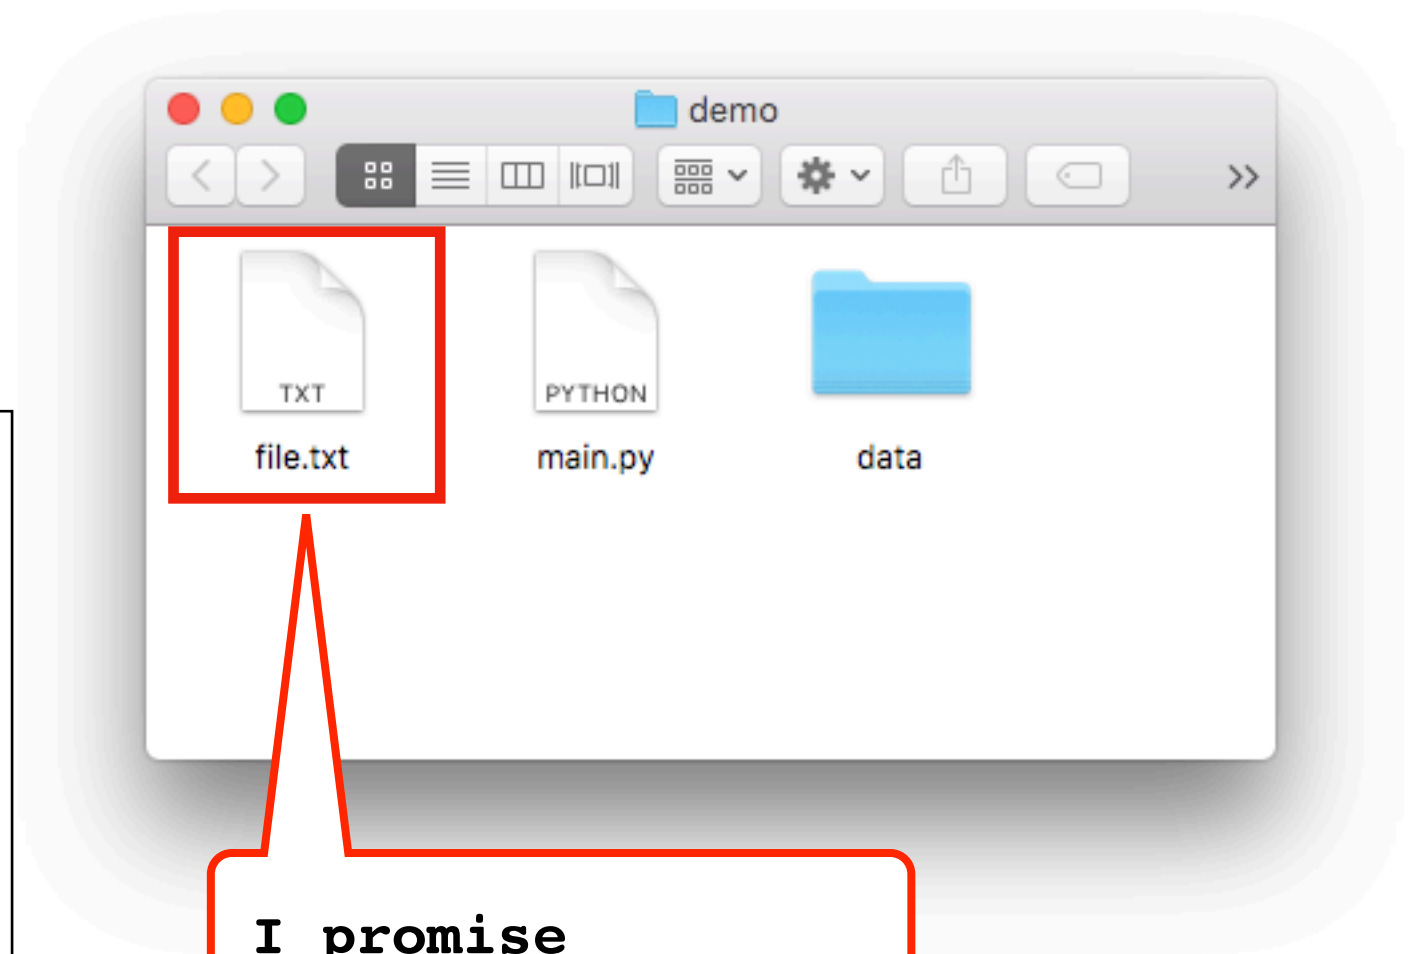 demo
TXT
PYTHON
file.txt
main.py
data
I promise